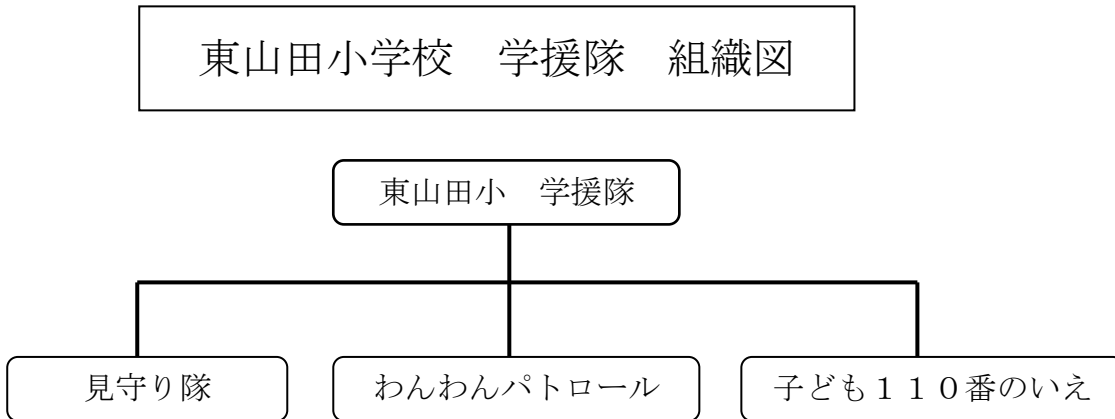 東山田小学校　学援隊　組織図
東山田小　学援隊
見守り隊
わんわんパトロール
子ども１１０番のいえ